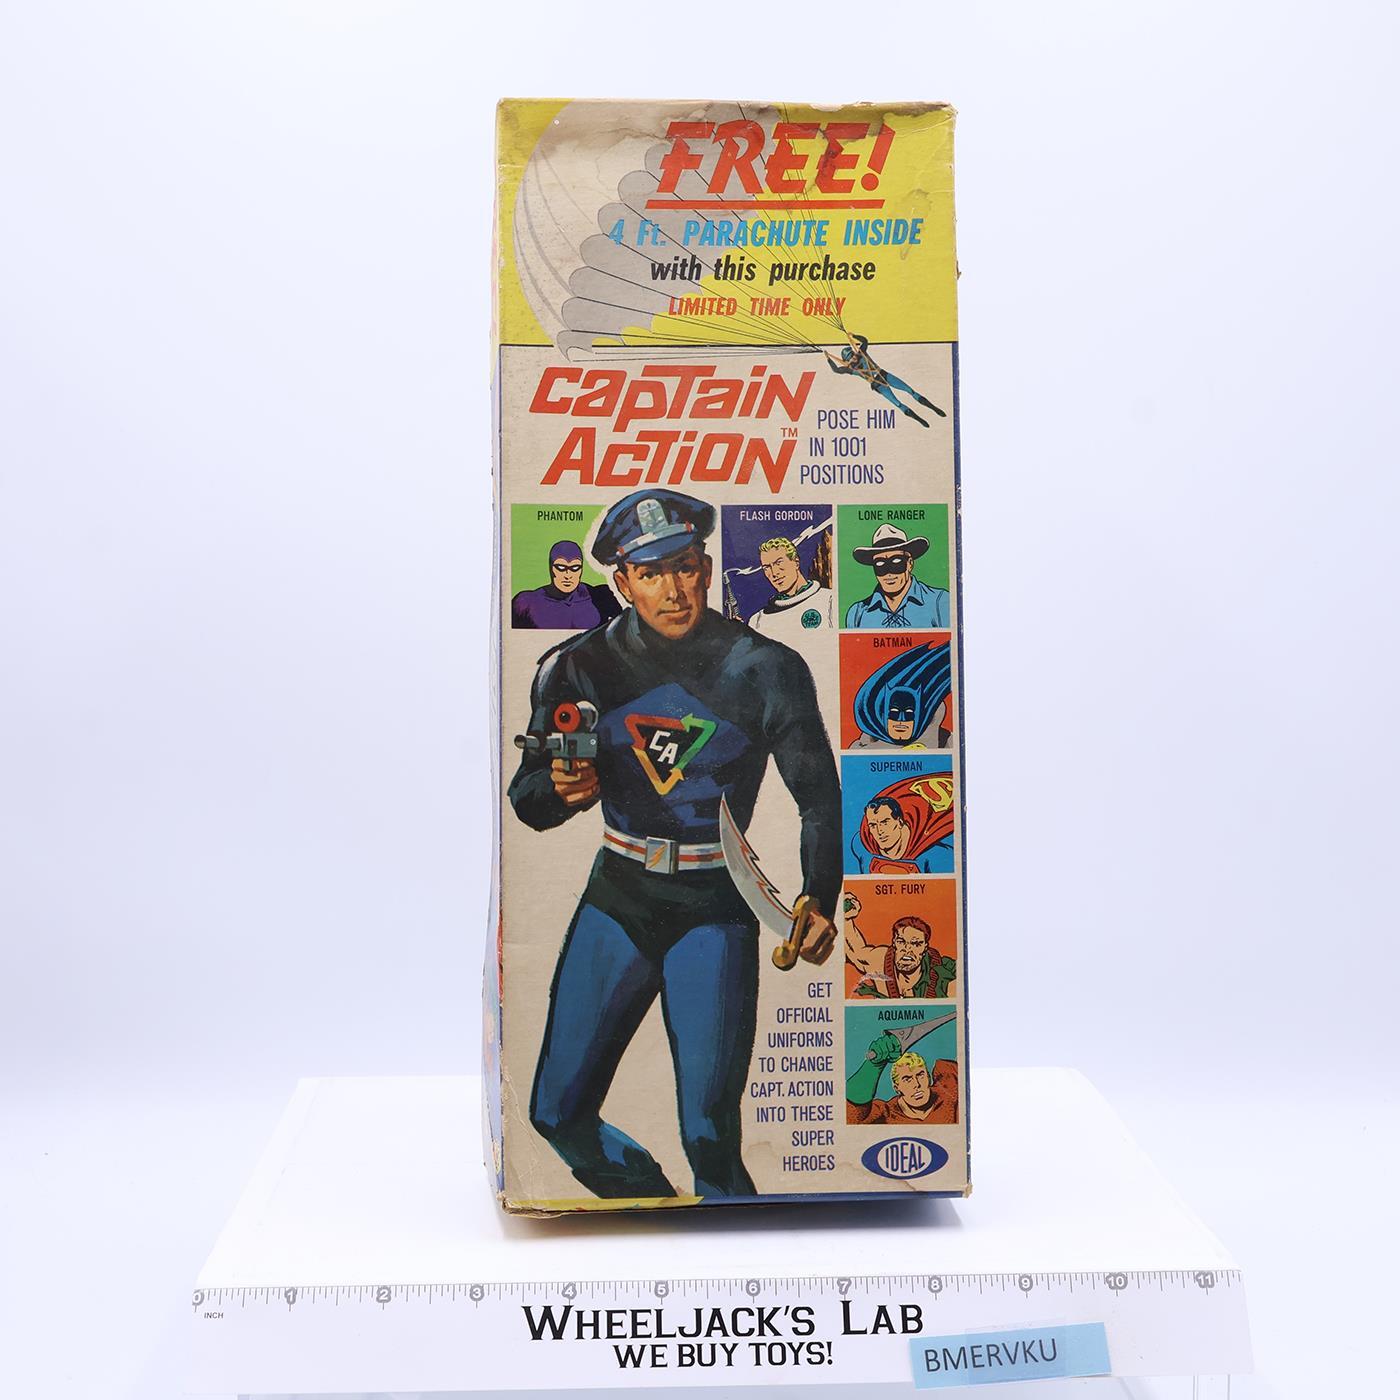 FREE!
4 Ft. PARACHUTE INSIDE
with this purchase
LIMITED TIME ONLY
CAPTAIN
ACTION™
POSE HIM
IN 1001
POSITIONS
PHANTOM
FLASH GORDON
LONE RANGER
BATMAN
CA
SUPERMAN
S
SGT. FURY
AQUAMAN
GET
OFFICIAL
UNIFORMS
TO CHANGE
CAPT. ACTION
INTO THESE
SUPER
HEROES
IDEAL
0 1 2 3 4 5 6 7 8 9 10 11
INCH
WHEELJACK'S LAB
WE BUY TOYS!
BMERVKU